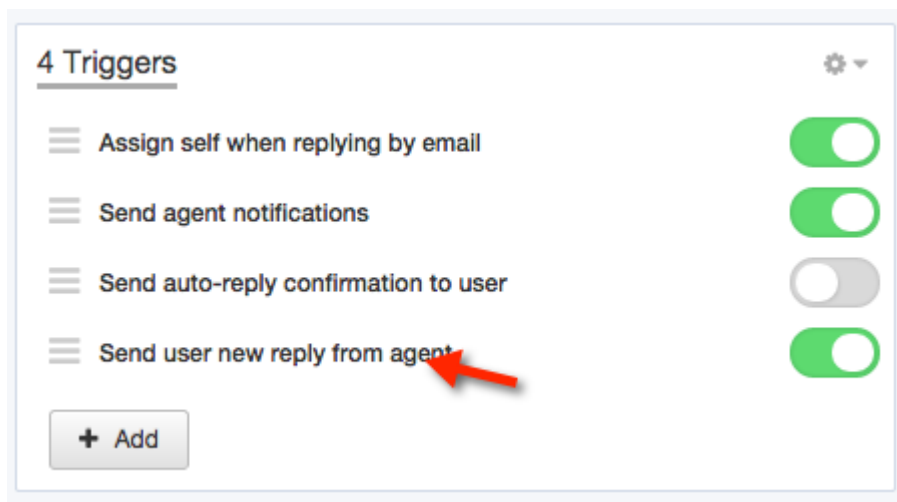 4 Triggers
Assign self when replying by email
Send agent notifications
Send auto-reply confirmation to user
Send user new reply from agent
+ Add